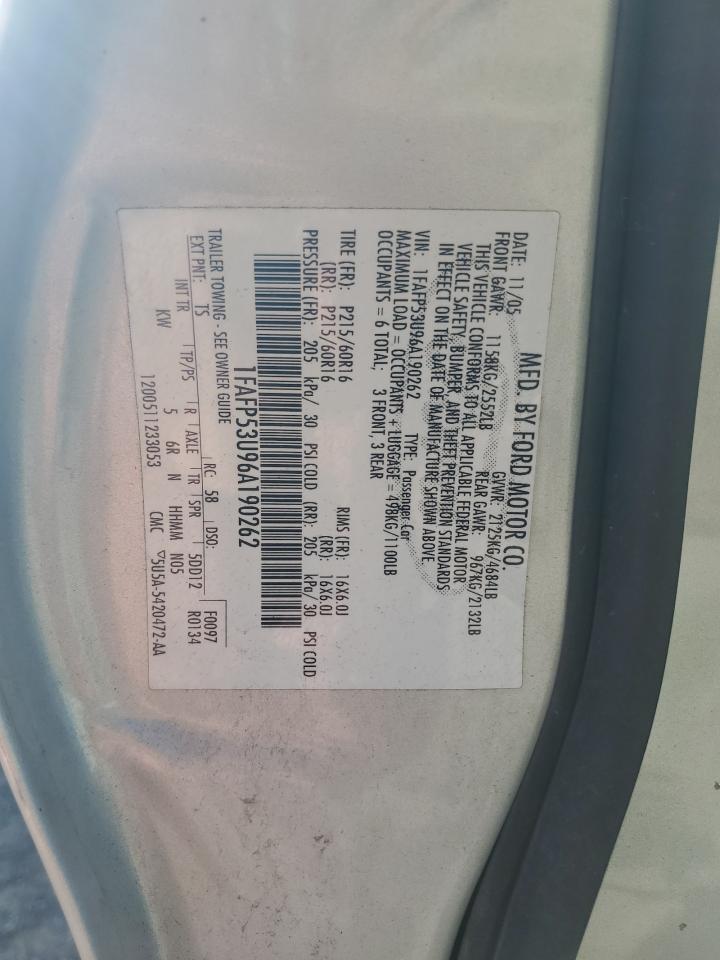 MFD. BY FORD MOTOR CO.
DATE: 11/05 GVWR: 2125KG/4684LB
FRONT GAWR: 1158KG/2552LB REAR GAWR: 967KG/2132LB
THIS VEHICLE CONFORMS TO ALL APPLICABLE FEDERAL MOTOR
VEHICLE SAFETY, BUMPER, AND THEFT PREVENTION STANDARDS
IN EFFECT ON THE DATE OF MANUFACTURE SHOWN ABOVE
VIN: 1FAFP53U96A190262 TYPE: Passenger Car
MAXIMUM LOAD = OCCUPANTS + LUGGAGE = 498KG/1100LB
OCCUPANTS = 6 TOTAL; 3 FRONT, 3 REAR
TIRE (FR): P215/60R16 RIMS (FR): 16X6.0J
(RR): P215/60R16 (RR): 16X6.0J
PRESSURE (FR): 205 kPa/ 30 PSI COLD (RR): 205 kPa/ 30 PSI COLD
1FAFP53U96A190262
TRAILER TOWING - SEE OWNER GUIDE
EXT PNT: TS RC: 58 DSO: F0097
INT TR TP/PS R AXLE TR SPR 5DD12 R0134
KW 5 6R N HHMM N05
1200511233053 CMC ▽5U5A-5420472-AA